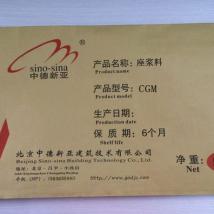 sino-sina
中德新亚
产品名称：座浆料
Product name
产品型号：CGM
Product model
生产日期：
Production date
保 质 期：6个月
Shelf life
北京中德新亚建筑技术有限公司
Beijing Sino-sina Building Technology Co., Ltd.
净重：
Net